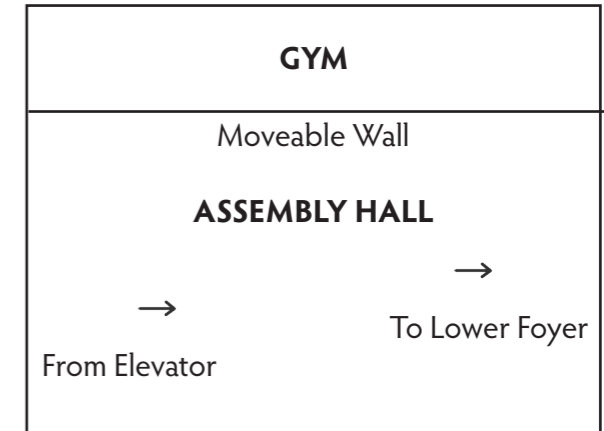 GYM
Moveable Wall
ASSEMBLY HALL
→
To Lower Foyer
→
From Elevator